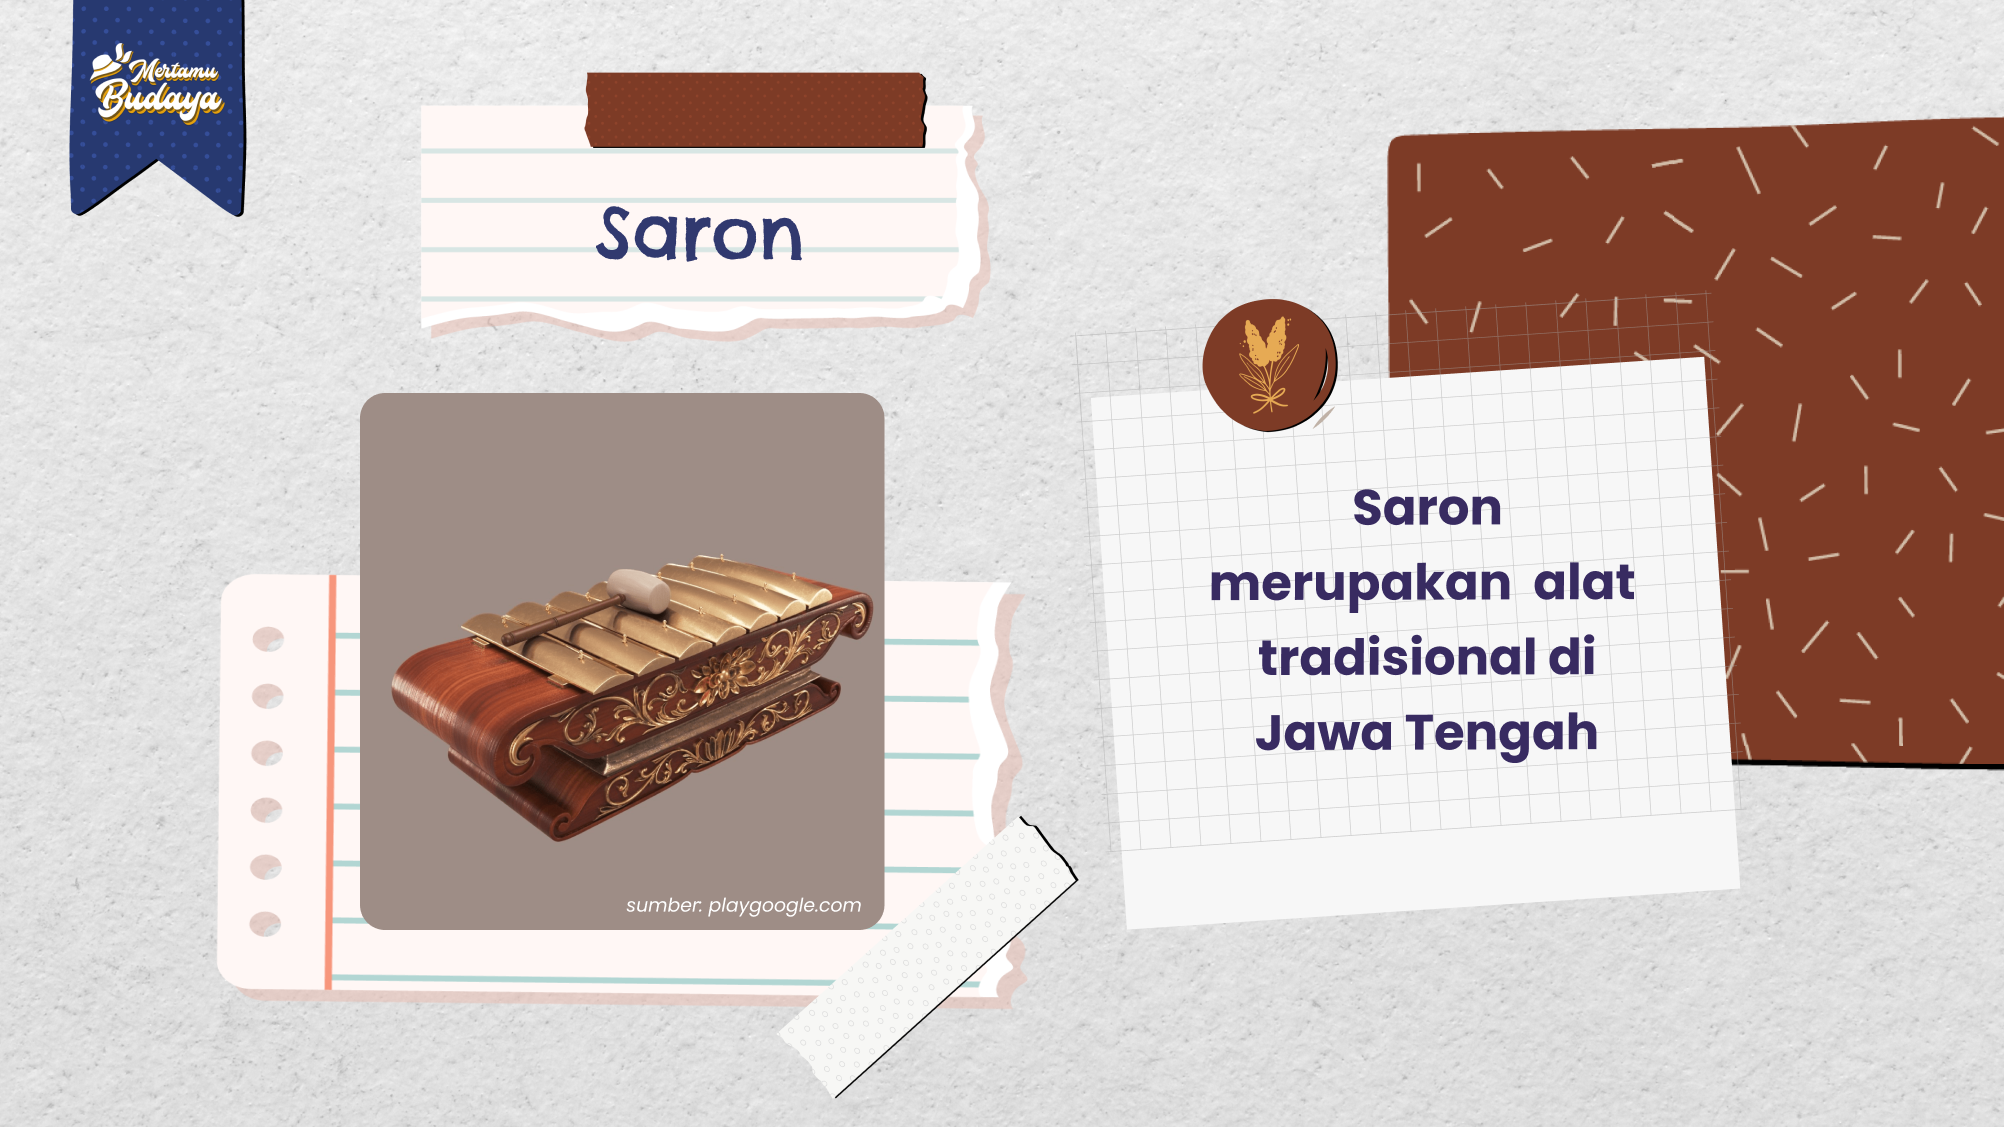 Mertamu
Budaya
Saron
sumber: playgoogle.com
Saron
merupakan alat
tradisional di
Jawa Tengah